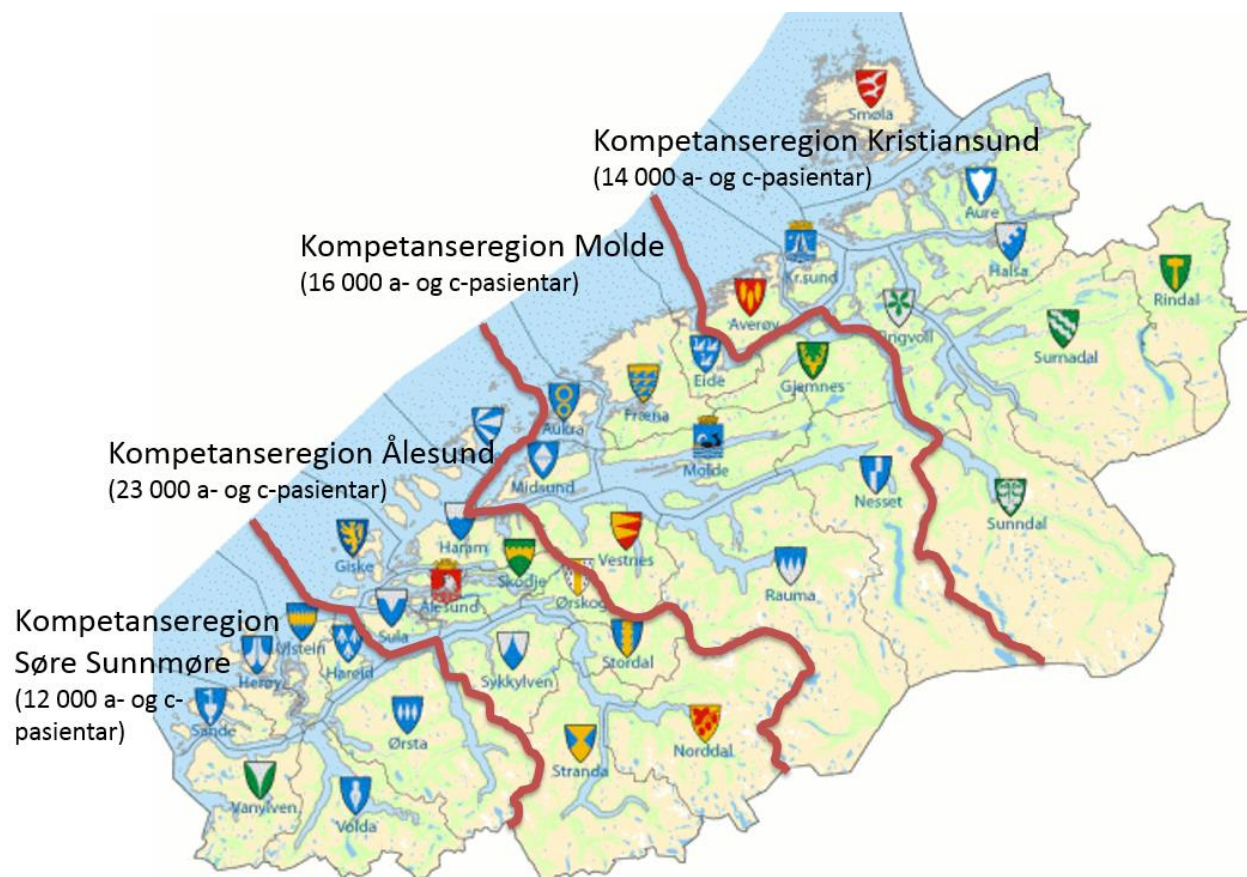 Smøla
Kompetanseregion Kristiansund
(14 000 a- og c-pasientar)
Aure
Kompetanseregion Molde
(16 000 a- og c-pasientar)
Kr.sund
Halsa
Rindal
Averøy
Tingvoll
Surnadal
Eide
Gjemnes
Fræna
Aukra
Kompetanseregion Ålesund
(23 000 a- og c-pasientar)
Midsund
Molde
Nesset
Sunndal
Haram
Vestnes
Giske
Skodje
Rauma
Ålesund
Ørskog
Kompetanseregion
Søre Sunnmøre
(12 000 a- og c-
pasientar)
Ulstein
Sula
Hareid
Herøy
Stordal
Sykkylven
Sande
Ørsta
Norddal
Stranda
Vanylven
Volda